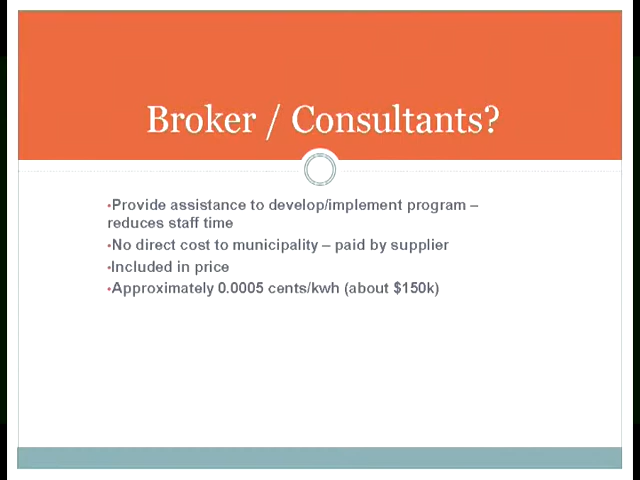 Broker / Consultants?
•Provide assistance to develop/implement program –
reduces staff time
•No direct cost to municipality – paid by supplier
•Included in price
•Approximately 0.0005 cents/kwh (about $150k)